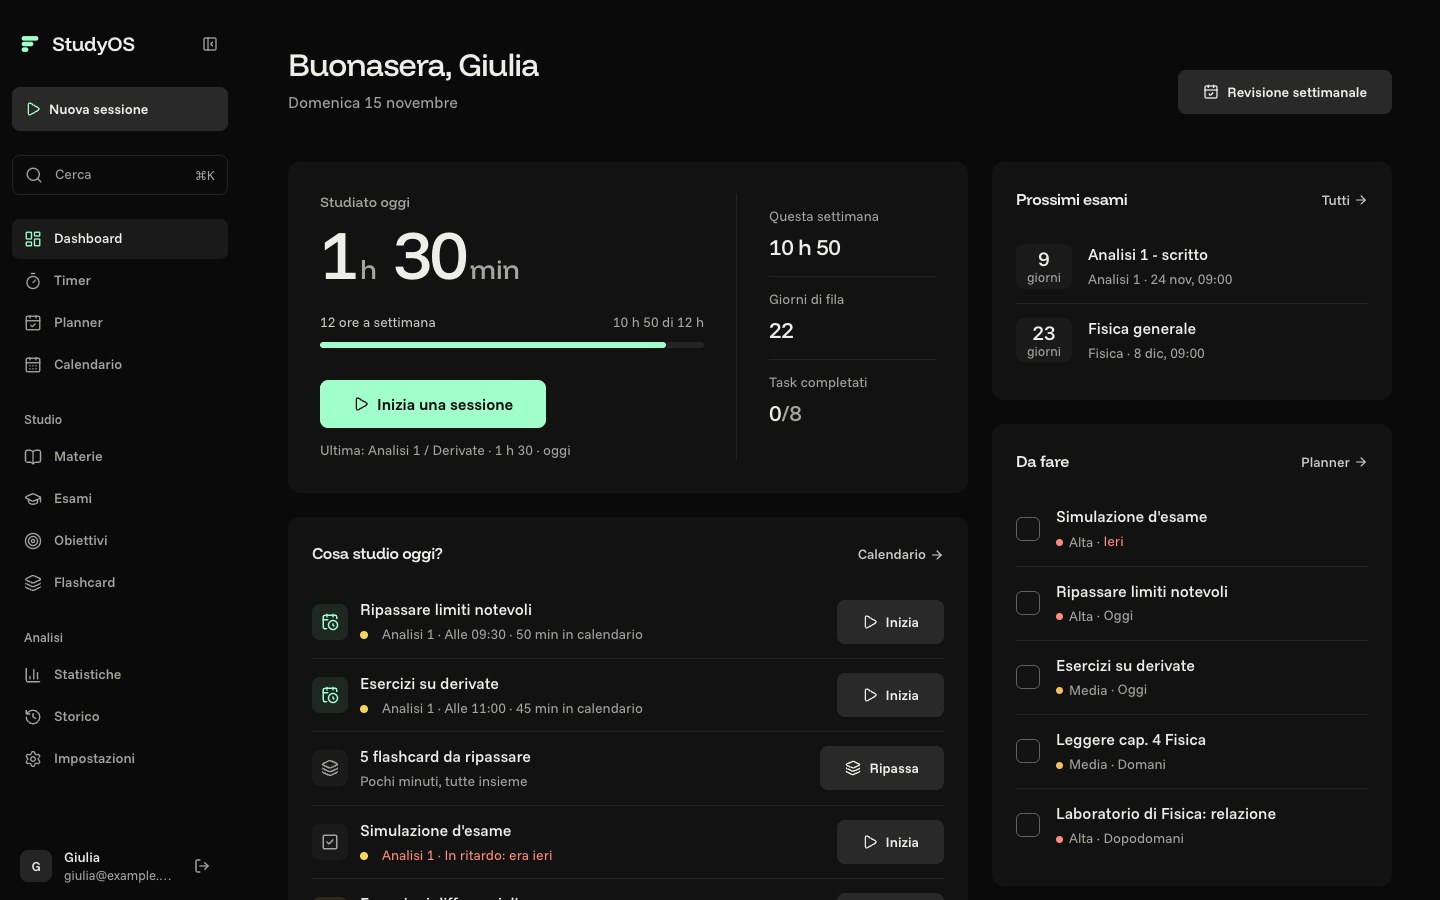 StudyOS
Nuova sessione
Cerca ⌘K
Dashboard
Timer
Planner
Calendario
Studio
Materie
Esami
Obiettivi
Flashcard
Analisi
Statistiche
Storico
Impostazioni
G
Giulia
giulia@example....
Buonasera, Giulia
Domenica 15 novembre
Revisione settimanale
Studiato oggi
1 h 30 min
12 ore a settimana 10 h 50 di 12 h
Inizia una sessione
Ultima: Analisi 1 / Derivate · 1 h 30 · oggi
Questa settimana
10 h 50
Giorni di fila
22
Task completati
0/8
Cosa studio oggi? Calendario →
Ripassare limiti notevoli
Analisi 1 · Alle 09:30 · 50 min in calendario
Inizia
Esercizi su derivate
Analisi 1 · Alle 11:00 · 45 min in calendario
Inizia
5 flashcard da ripassare
Pochi minuti, tutte insieme
Ripassa
Simulazione d'esame
Analisi 1 · In ritardo: era ieri
Inizia
Prossimi esami Tutti →
9 giorni
Analisi 1 - scritto
Analisi 1 · 24 nov, 09:00
23 giorni
Fisica generale
Fisica · 8 dic, 09:00
Da fare Planner →
Simulazione d'esame
Alta · Ieri
Ripassare limiti notevoli
Alta · Oggi
Esercizi su derivate
Media · Oggi
Leggere cap. 4 Fisica
Media · Domani
Laboratorio di Fisica: relazione
Alta · Dopodomani